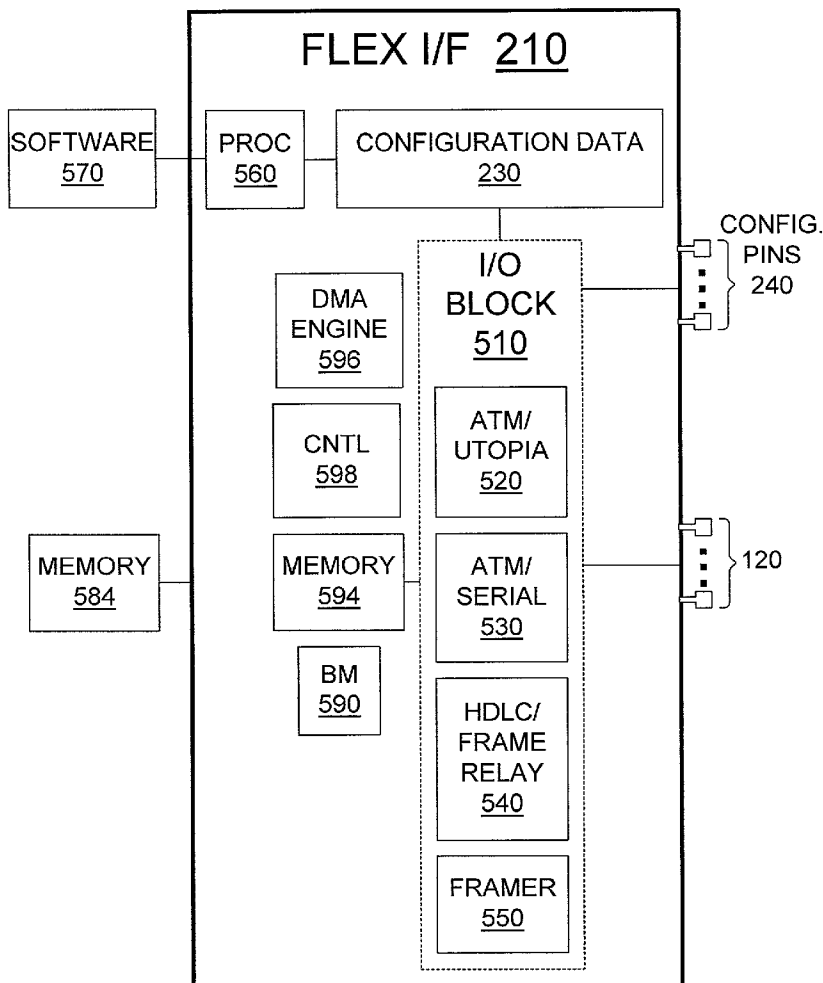 FLEX I/F 210
SOFTWARE
570
PROC
560
CONFIGURATION DATA
230
CONFIG.
PINS
240
I/O
BLOCK
510
DMA
ENGINE
596
CNTL
598
MEMORY
584
MEMORY
594
BM
590
ATM/
UTOPIA
520
ATM/
SERIAL
530
HDLC/
FRAME
RELAY
540
FRAMER
550
120